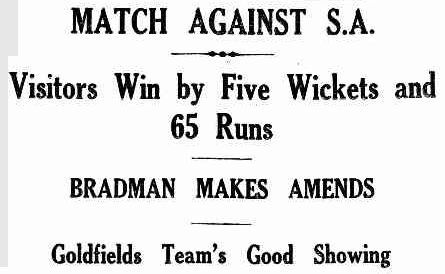 MATCH AGAINST S.A.
Visitors Win by Five Wickets and
65 Runs
BRADMAN MAKES AMENDS
Goldfields Team's Good Showing